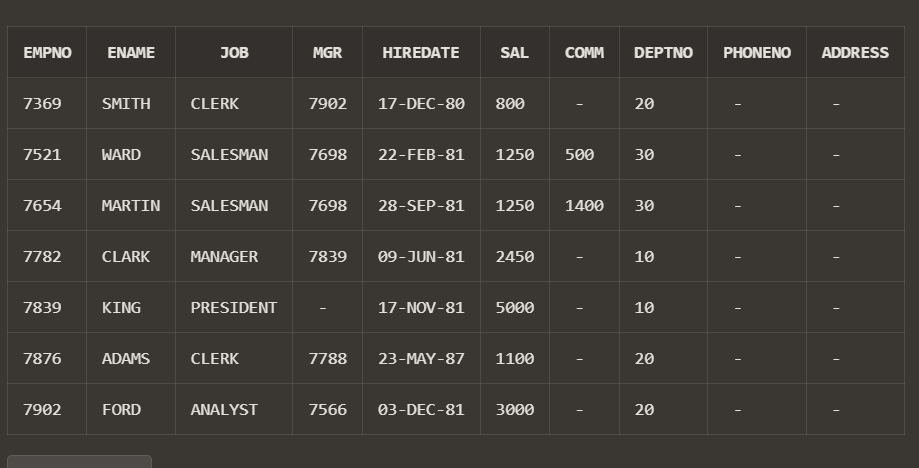 EMPNO ENAME JOB MGR HIREDATE SAL COMM DEPTNO PHONENO ADDRESS
7369 SMITH CLERK 7902 17-DEC-80 800 - 20 - -
7521 WARD SALESMAN 7698 22-FEB-81 1250 500 30 - -
7654 MARTIN SALESMAN 7698 28-SEP-81 1250 1400 30 - -
7782 CLARK MANAGER 7839 09-JUN-81 2450 - 10 - -
7839 KING PRESIDENT - 17-NOV-81 5000 - 10 - -
7876 ADAMS CLERK 7788 23-MAY-87 1100 - 20 - -
7902 FORD ANALYST 7566 03-DEC-81 3000 - 20 - -